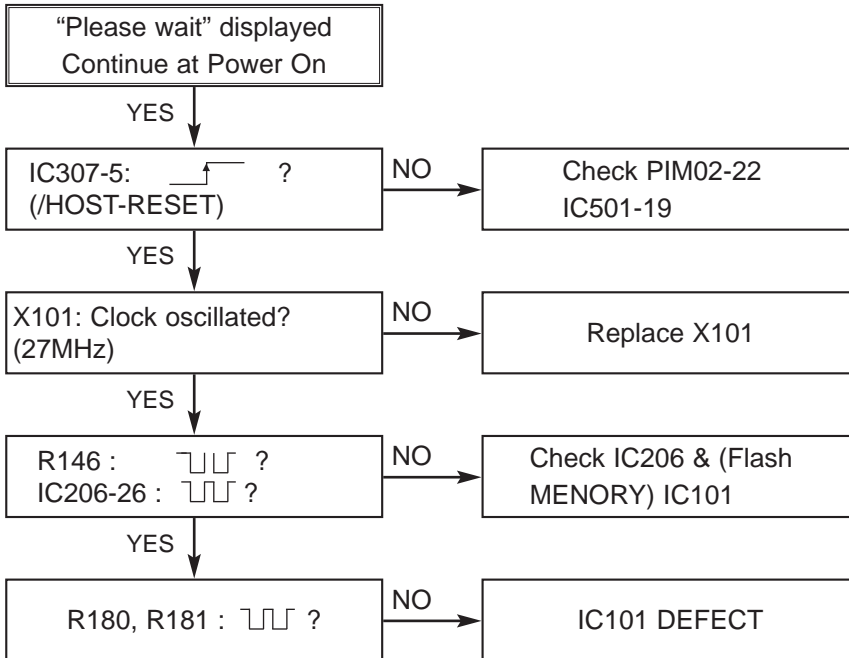 “Please wait” displayed
Continue at Power On
YES
IC307-5: ?
(/HOST-RESET)
NO
Check PIM02-22
IC501-19
YES
X101: Clock oscillated?
(27MHz)
NO
Replace X101
YES
R146 : ?
IC206-26 : ?
NO
Check IC206 & (Flash
MENORY) IC101
YES
R180, R181 : ?
NO
IC101 DEFECT